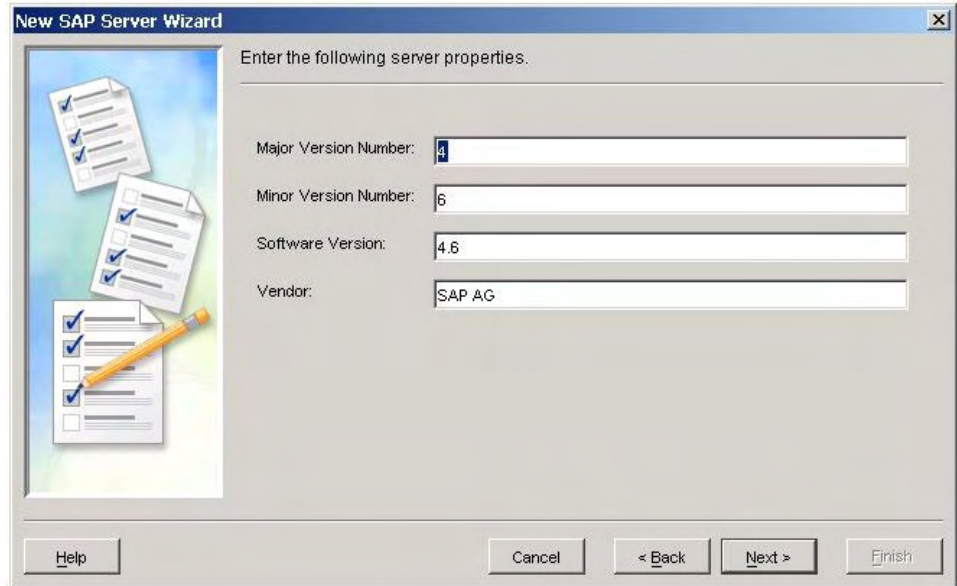 New SAP Server Wizard
Enter the following server properties.
Major Version Number: 4
Minor Version Number: 6
Software Version: 4.6
Vendor: SAP AG
Help Cancel < Back Next > Finish